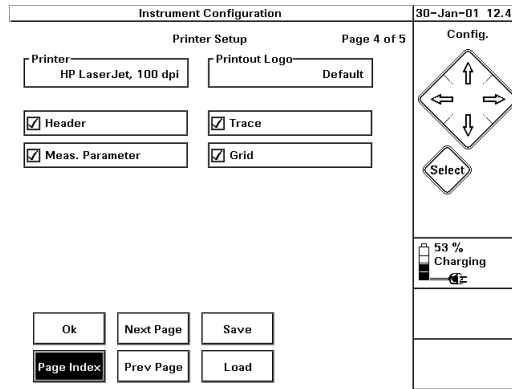 Instrument Configuration
30-Jan-01 12.4
Printer Setup Page 4 of 5
Config.
Printer
HP LaserJet, 100 dpi
Printout Logo
Default
Header
Trace
Meas. Parameter
Grid
Select
53 %
Charging
Ok
Next Page
Save
Page Index
Prev Page
Load